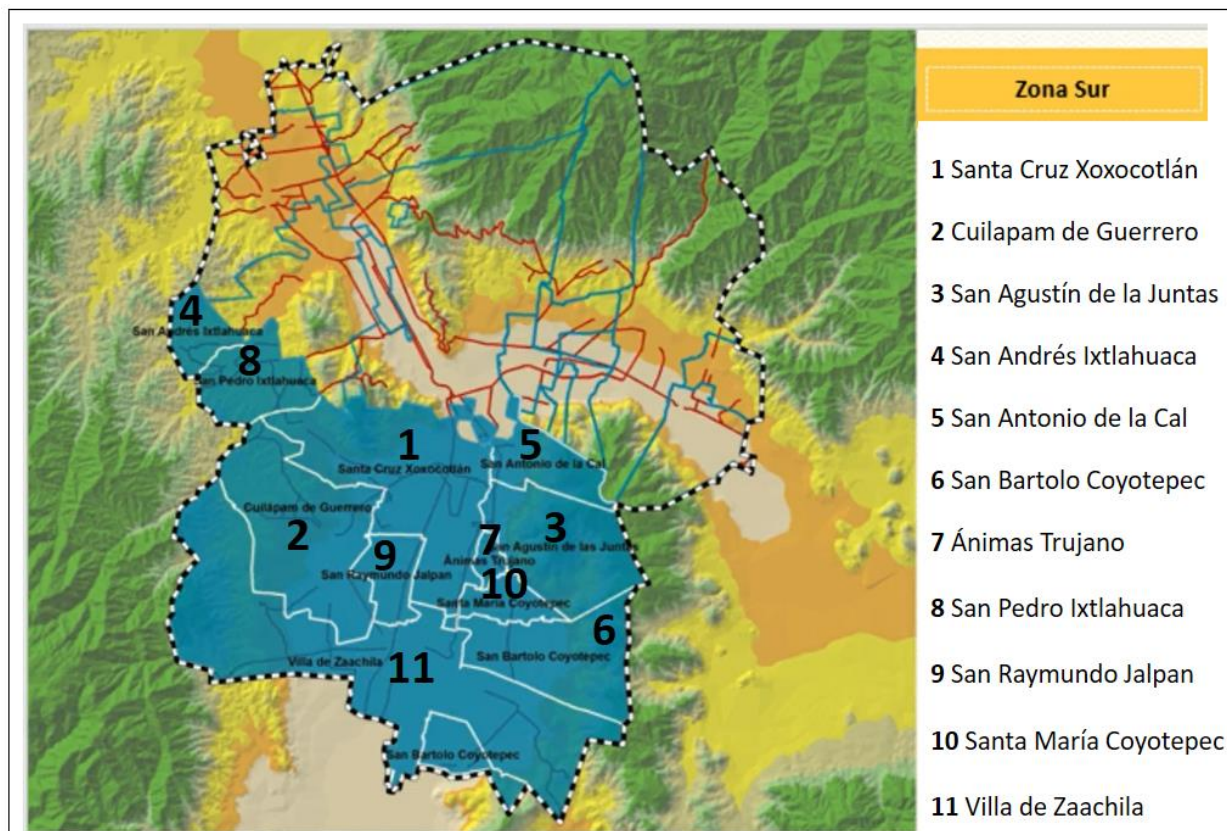 4
San Andrés Ixtlahuaca
8
San Pedro Ixtlahuaca
1
5
Santa Cruz Xoxocotlán
San Antonio de la Cal
Cuilápam de Guerrero
2
3
7
9
San Agustín de las Juntas
Ánimas Trujano
San Raymundo Jalpan
10
Santa María Coyotepec
6
Villa de Zaachila
11
San Bartolo Coyotepec
San Bartolo Coyotepec
Zona Sur
1 Santa Cruz Xoxocotlán
2 Cuilapam de Guerrero
3 San Agustín de la Juntas
4 San Andrés Ixtlahuaca
5 San Antonio de la Cal
6 San Bartolo Coyotepec
7 Ánimas Trujano
8 San Pedro Ixtlahuaca
9 San Raymundo Jalpan
10 Santa María Coyotepec
11 Villa de Zaachila